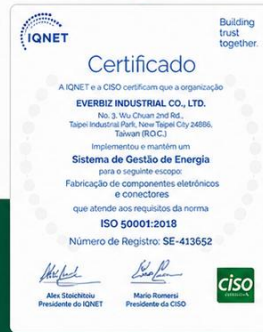 IQNET
Building
trust
together.
Certificado
A IQNET e a CISO certificam que a organização
EVERBIZ INDUSTRIAL CO., LTD.
No. 3, Wu Chuan 2nd Rd.,
Taipei Industrial Park, New Taipei City 24886,
Taiwan (R.O.C.)
Implementou e mantém um
Sistema de Gestão de Energia
para o seguinte escopo:
Fabricação de componentes eletrônicos
e conectores
que atende aos requisitos da norma
ISO 50001:2018
Número de Registro: SE-413652
Alex Stoichitoiu
Presidente do IQNET
Mario Romersi
Presidente da CISO
ciso